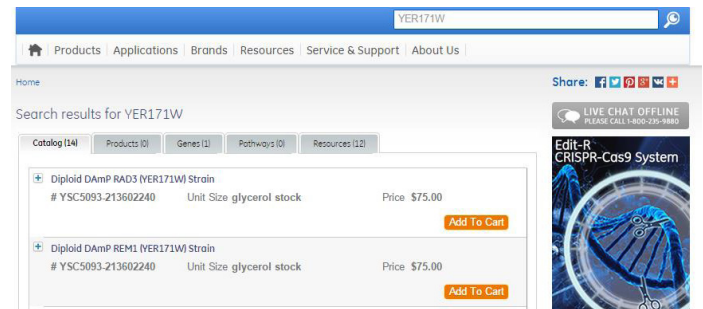 YER171W
Products Applications Brands Resources Service & Support About Us
Home
Share:
Search results for YER171W
LIVE CHAT OFFLINE
PLEASE CALL 1-800-235-9880
Catalog (14) Products (0) Genes (1) Pathways (0) Resources (12)
Edit-R
CRISPR-Cas9 System
Diploid DAmP RAD3 (YER171W) Strain
# YSC5093-213602240 Unit Size glycerol stock Price $75.00
Add To Cart
Diploid DAmP REM1 (YER171W) Strain
# YSC5093-213602240 Unit Size glycerol stock Price $75.00
Add To Cart